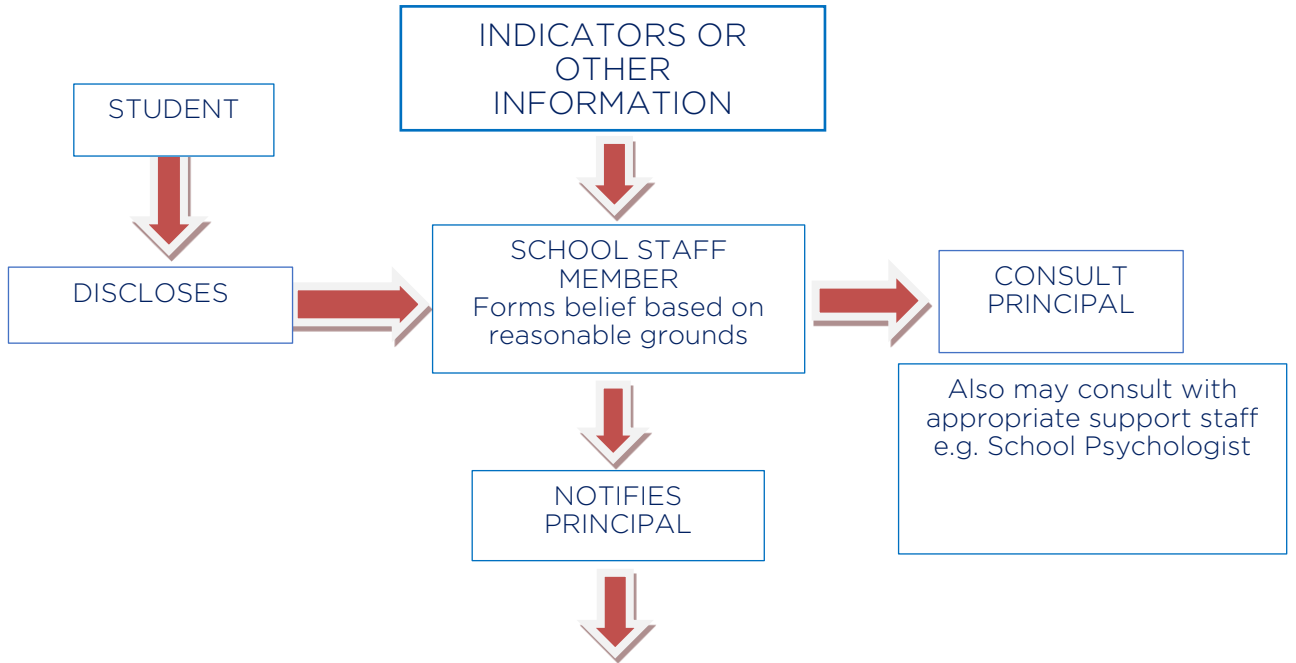 INDICATORS OR
OTHER
INFORMATION
STUDENT
DISCLOSES
SCHOOL STAFF
MEMBER
Forms belief based on
reasonable grounds
CONSULT
PRINCIPAL
Also may consult with
appropriate support staff
e.g. School Psychologist
NOTIFIES
PRINCIPAL